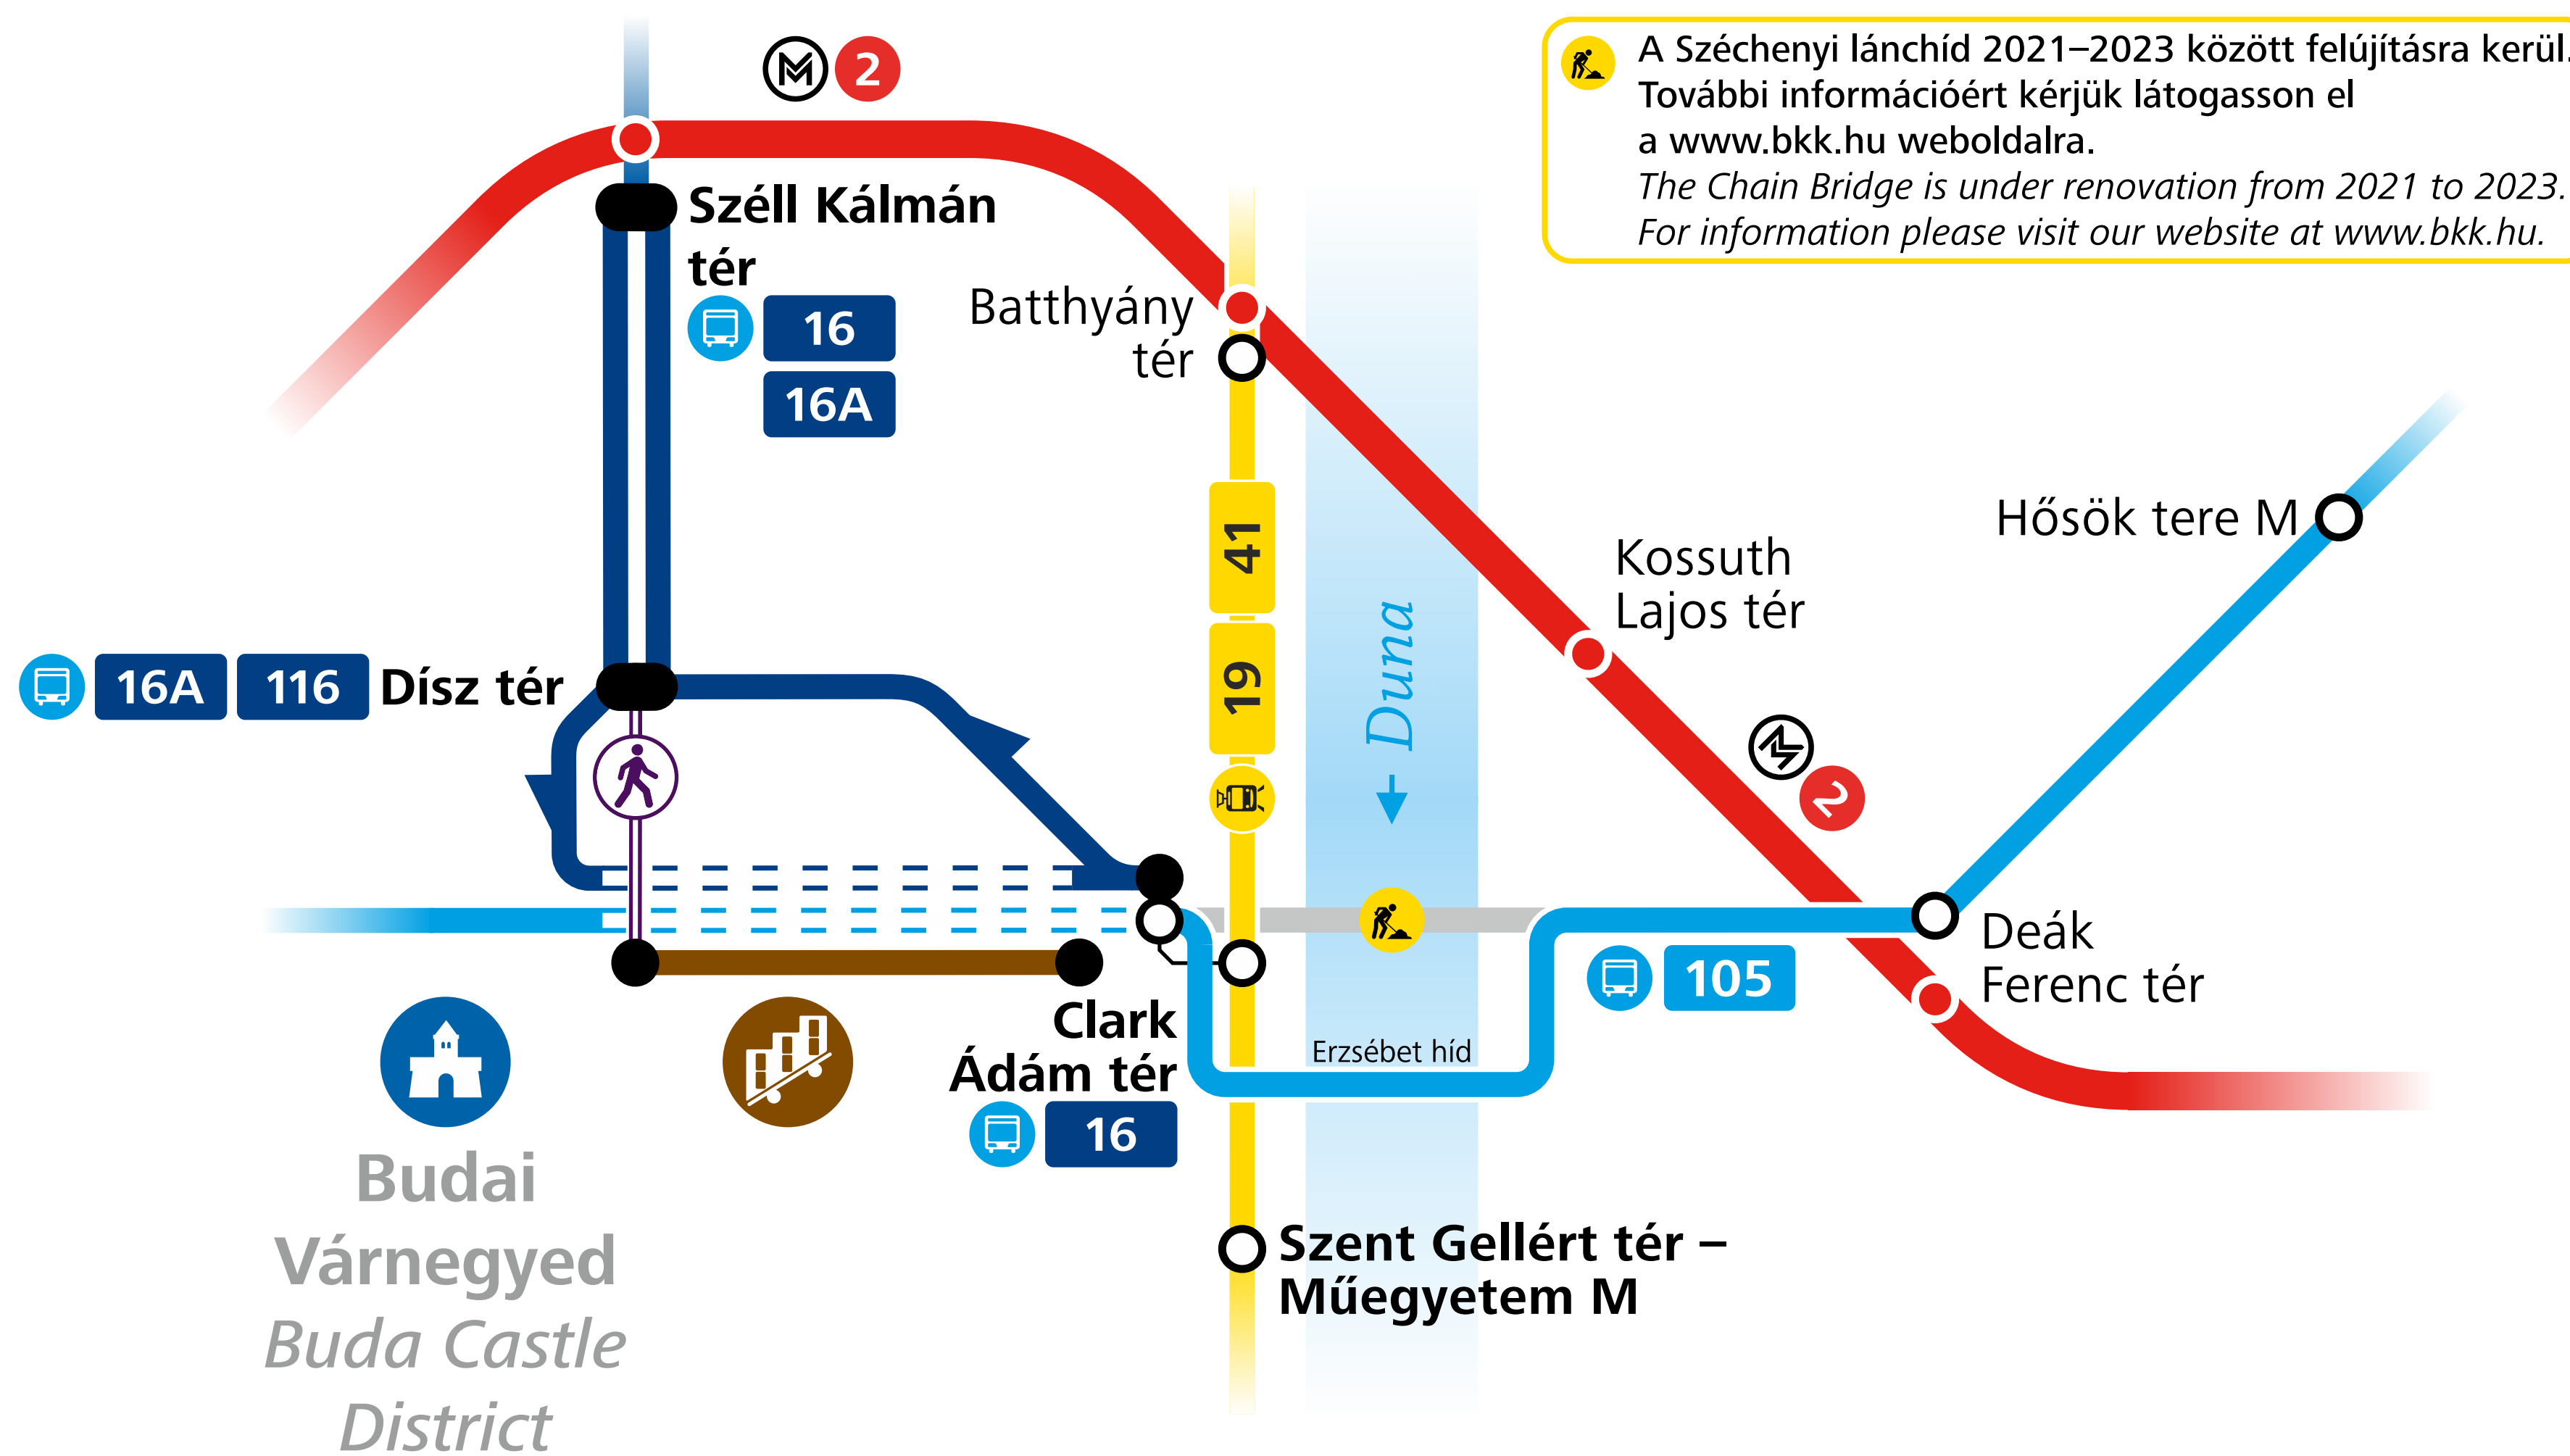 M 2
A Széchenyi lánchíd 2021–2023 között felújításra kerül.
További információért kérjük látogasson el
a www.bkk.hu weboldalra.
The Chain Bridge is under renovation from 2021 to 2023.
For information please visit our website at www.bkk.hu.
Széll Kálmán
tér
16
16A
Batthyány
tér
41
19
Duna
Hősök tere M
Kossuth
Lajos tér
M 2
16A 116 Dísz tér
Deák
Ferenc tér
105
Clark
Ádám tér
16
Erzsébet híd
Szent Gellért tér –
Műegyetem M
Budai
Várnegyed
Buda Castle
District